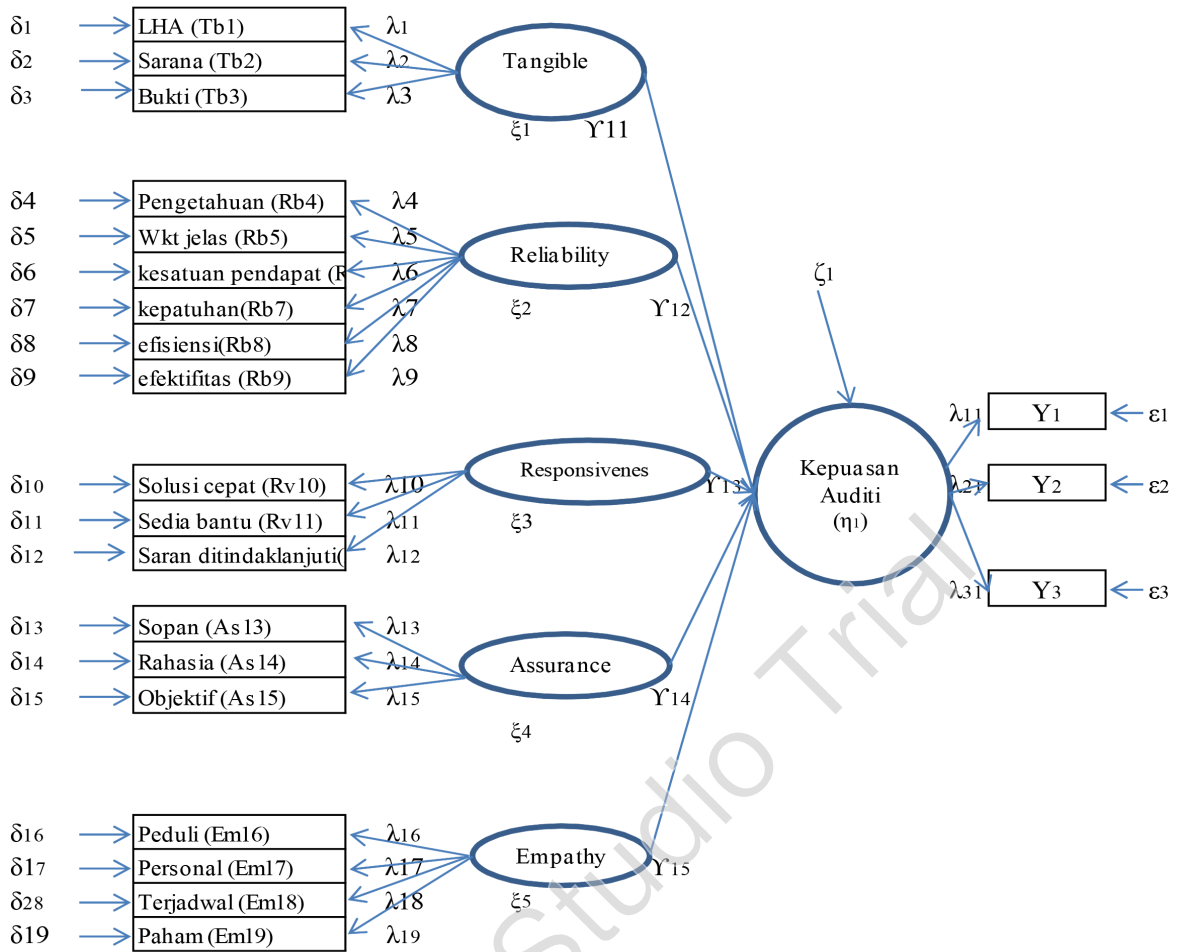 δ1 LHA (Tb1) λ1
δ2 Sarana (Tb2) λ2 Tangible
δ3 Bukti (Tb3) λ3
ξ1 ϒ11
δ4 Pengetahuan (Rb4) λ4
δ5 Wkt jelas (Rb5) λ5 Reliability
δ6 kesatuan pendapat (R λ6 ζ1
δ7 kepatuhan(Rb7) λ7 ξ2 ϒ12
δ8 efisiensi(Rb8) λ8
δ9 efektifitas (Rb9) λ9
λ11 Y1 ε1
Responsivenes Kepuasan
δ10 Solusi cepat (Rv10) λ10 ϒ13 Auditi λ21 Y2 ε2
δ11 Sedia bantu (Rv11) λ11 ξ3 (η1)
δ12 Saran ditindaklanjuti( λ12
λ31 Y3 ε3
δ13 Sopan (As13) λ13
δ14 Rahasia (As14) λ14 Assurance
δ15 Objektif (As15) λ15 ϒ14
ξ4
δ16 Peduli (Em16) λ16
δ17 Personal (Em17) λ17 Empathy ϒ15
δ28 Terjadwal (Em18) λ18 ξ5
δ19 Paham (Em19) λ19
Studio Trial